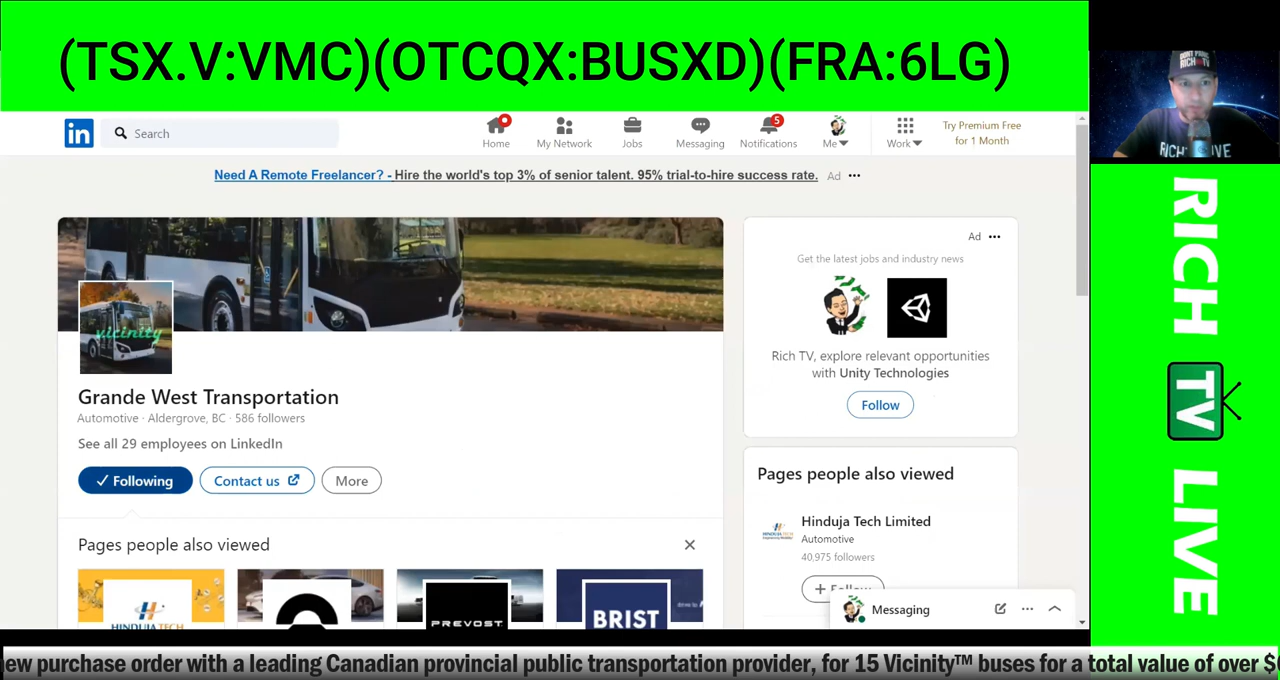 (TSX.V:VMC)(OTCQX:BUSXD)(FRA:6LG)
in
Search
Home
My Network
Jobs
Messaging
5
Notifications
Me
Work
Try Premium Free
for 1 Month
Need A Remote Freelancer? - Hire the world's top 3% of senior talent. 95% trial-to-hire success rate. Ad
vicinity
Grande West Transportation
Automotive · Aldergrove, BC · 586 followers
See all 29 employees on LinkedIn
Following
Contact us
More
Pages people also viewed
HINDUJA TECH
PREVOST
BRIST
Ad
Get the latest jobs and industry news
Rich TV, explore relevant opportunities
with Unity Technologies
Follow
Pages people also viewed
Hinduja Tech Limited
Automotive
40,975 followers
+ Follow
Messaging
RICH TV LIVE
new purchase order with a leading Canadian provincial public transportation provider, for 15 Vicinity™ buses for a total value of over $